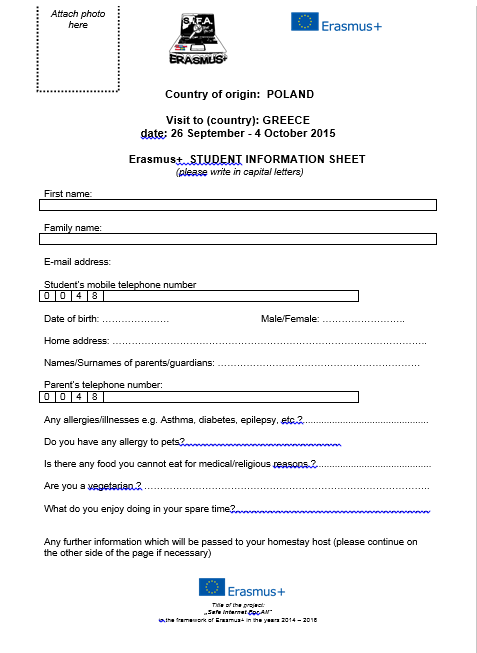 Attach photo
here
S.I.F.A.
ERASMUS+
Erasmus+
Country of origin:  POLAND
Visit to (country): GREECE
date: 26 September - 4 October 2015
Erasmus+  STUDENT INFORMATION SHEET
(please write in capital letters)
First name:
Family name:
E-mail address:
Student's mobile telephone number
0 0 4 8
Date of birth: ………………… Male/Female: ……………………..
Home address: ……………………………………………………………………………..
Names/Surnames of parents/guardians: ……………………………………………….
Parent's telephone number:
0 0 4 8
Any allergies/illnesses e.g. Asthma, diabetes, epilepsy, etc.?...............................................
Do you have any allergy to pets?
Is there any food you cannot eat for medical/religious reasons.?..........................................
Are you a vegetarian.? …………………………………………………………………….
What do you enjoy doing in your spare time?
Any further information which will be passed to your homestay host (please continue on
the other side of the page if necessary)
Erasmus+
Title of the project:
„Safe Internet For All"
in the framework of Erasmus+ in the years 2014 – 2016